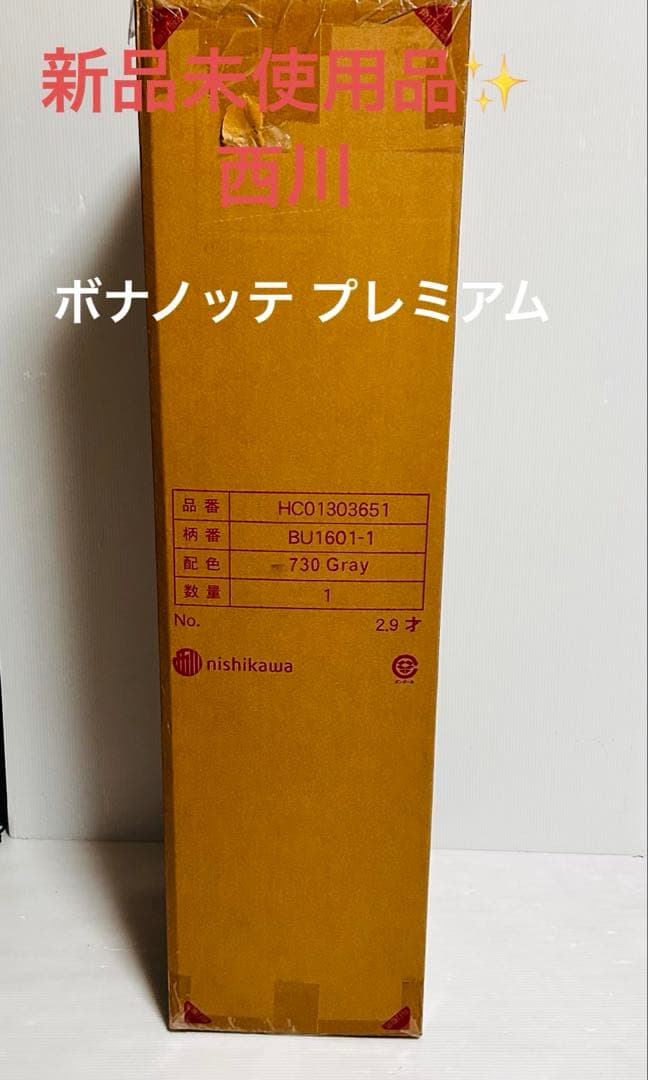 新品未使用品✨
西川
ボナノッテ プレミアム
品番 HC01303651
柄番 BU1601-1
配色 730 Gray
数量 1
No. 2.9 才
nishikawa